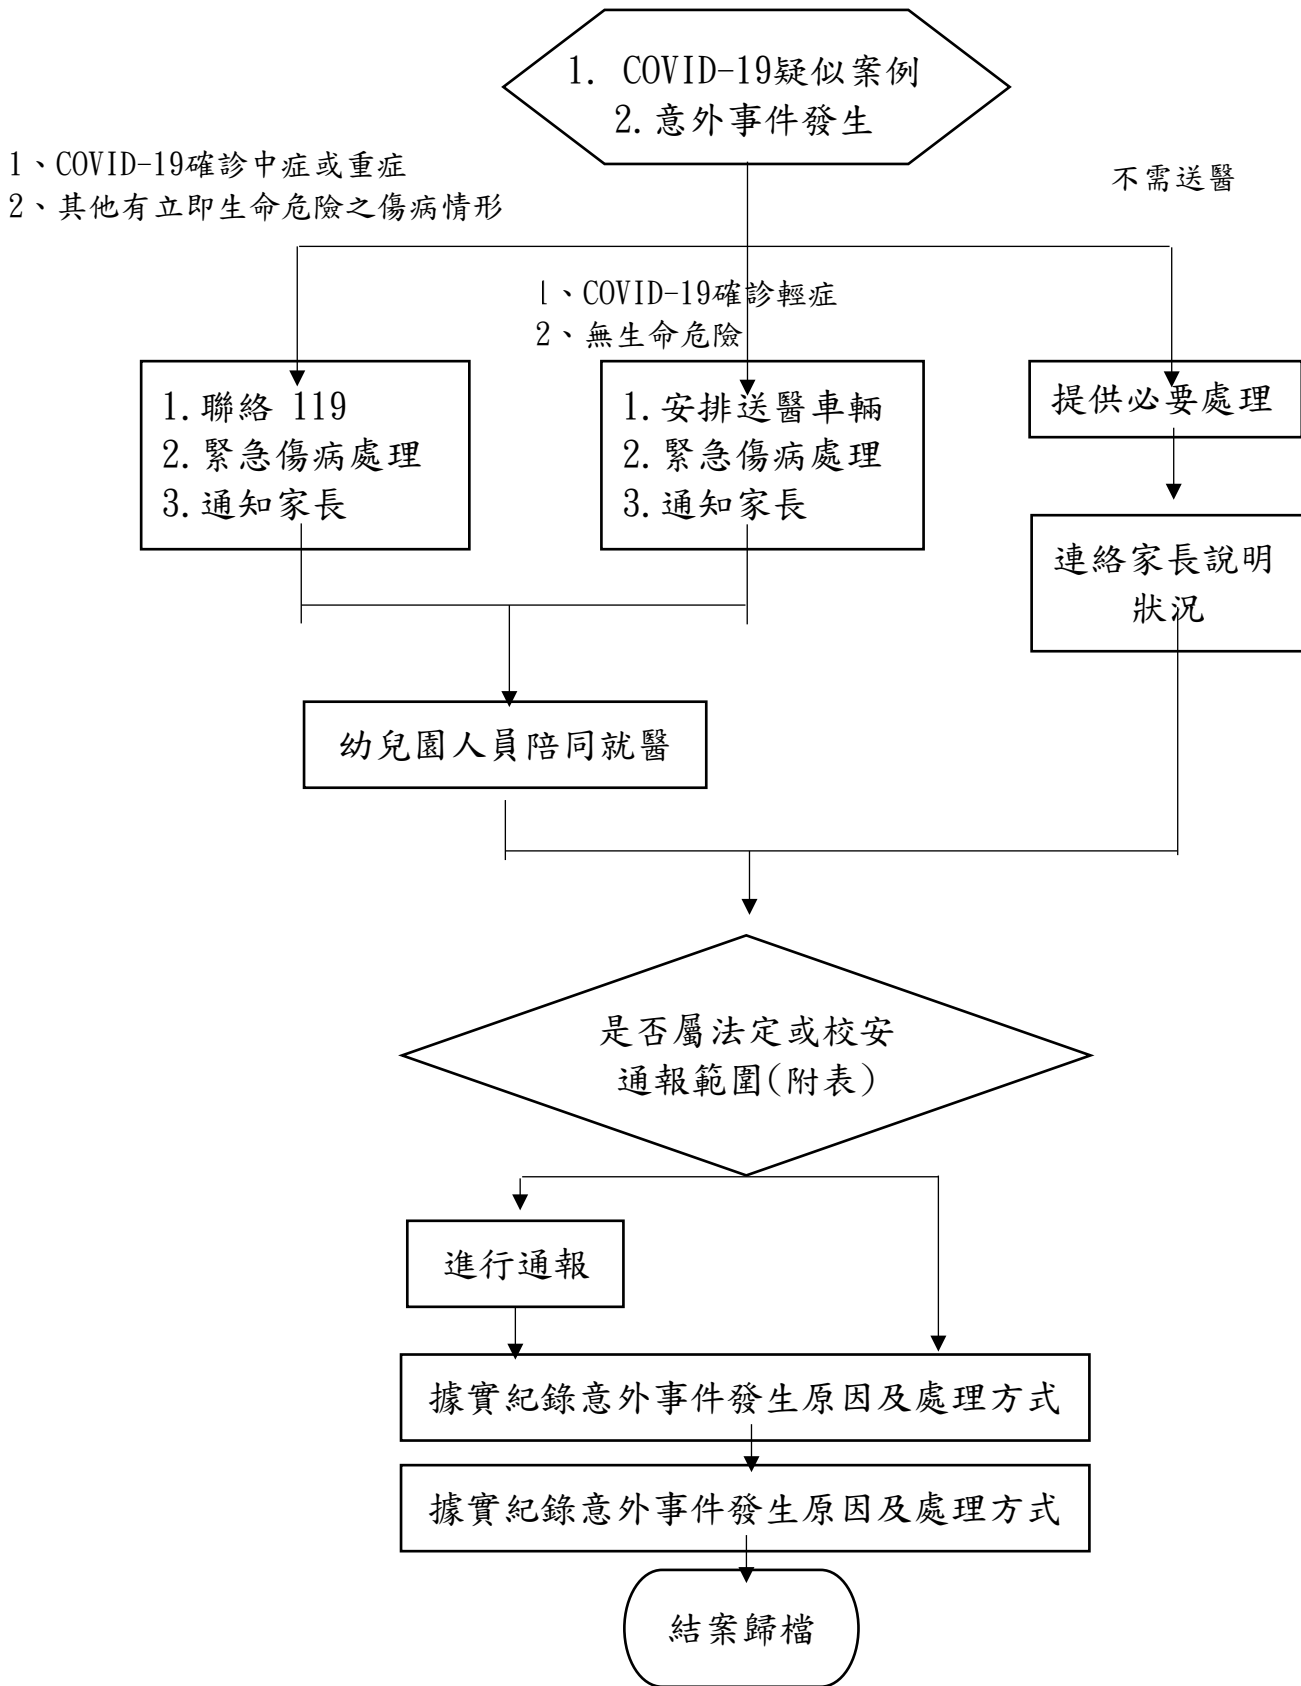 1. COVID-19疑似案例
2.意外事件發生
1、COVID-19確診中症或重症
2、其他有立即生命危險之傷病情形
不需送醫
1、COVID-19確診輕症
2、無生命危險
1.聯絡 119
2.緊急傷病處理
3.通知家長
1.安排送醫車輛
2.緊急傷病處理
3.通知家長
提供必要處理
連絡家長說明
狀況
幼兒園人員陪同就醫
是否屬法定或校安
通報範圍(附表)
進行通報
據實紀錄意外事件發生原因及處理方式
據實紀錄意外事件發生原因及處理方式
結案歸檔